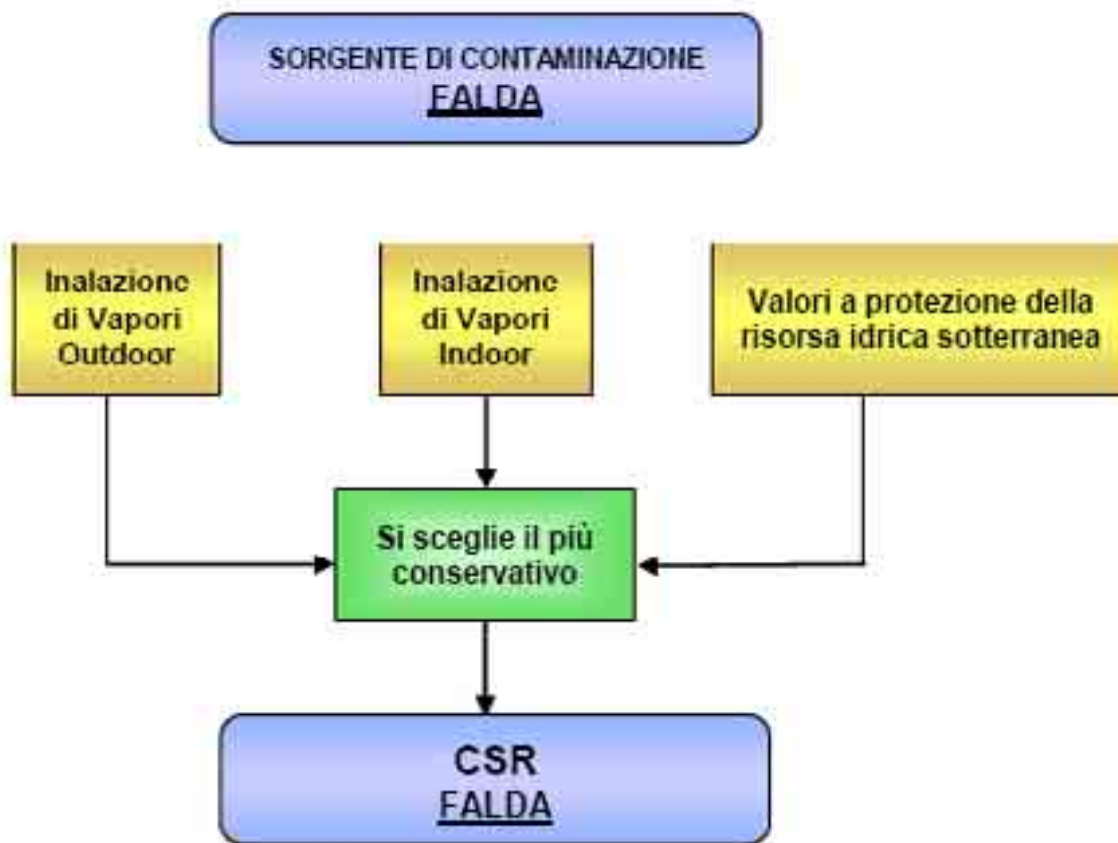 SORGENTE DI CONTAMINAZIONE
FALDA
Inalazione
di Vapori
Outdoor
Inalazione
di Vapori
Indoor
Valori a protezione della
risorsa idrica sotterranea
Si sceglie il più
conservativo
CSR
FALDA